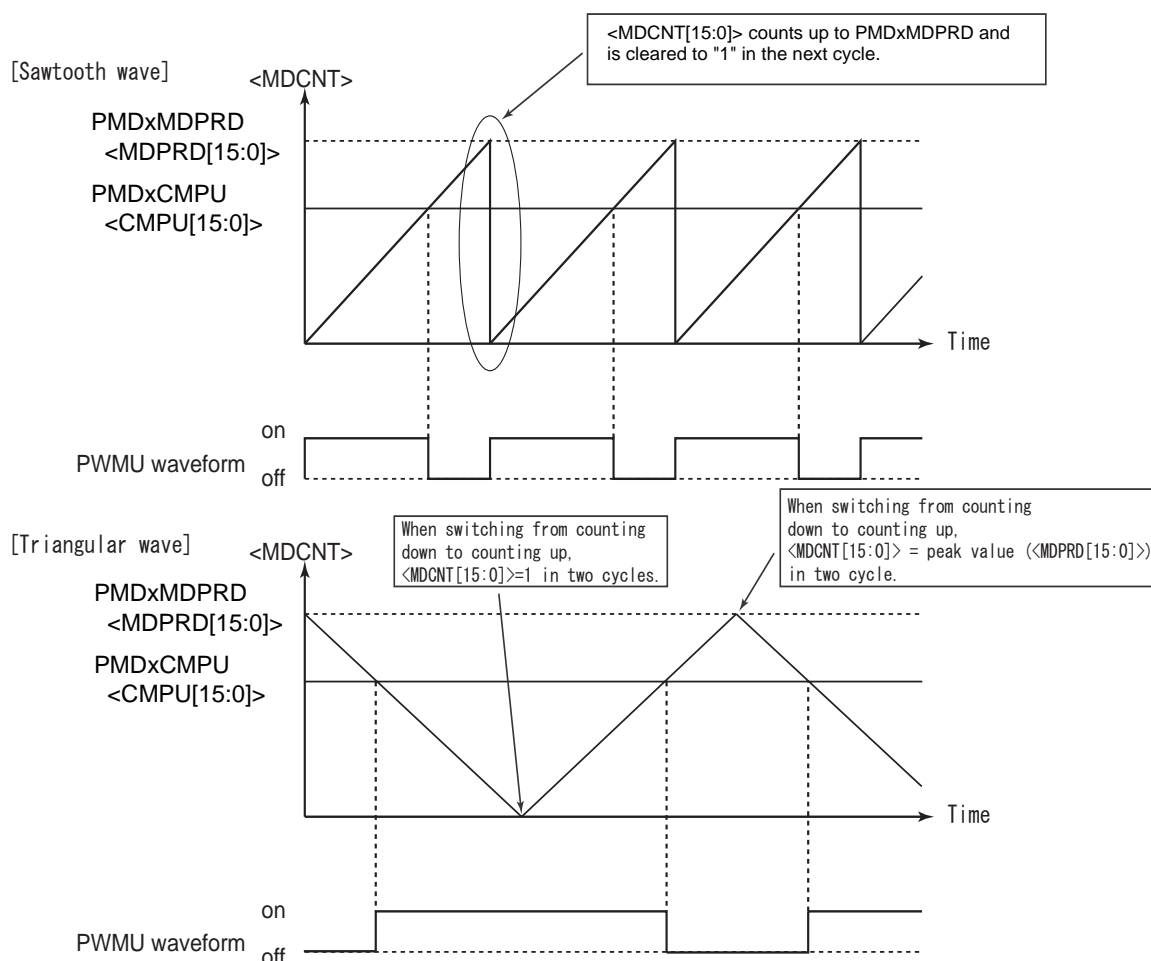 <MDCNT[15:0]> counts up to PMDxMDPRD and
is cleared to "1" in the next cycle.
[Sawtooth wave]
<MDCNT>
PMDxMDPRD
<MDPRD[15:0]>
PMDxCMPU
<CMPU[15:0]>
Time
on
PWMU waveform
off
When switching from counting
down to counting up,
<MDCNT[15:0]>=1 in two cycles.
When switching from counting
down to counting up,
<MDCNT[15:0]> = peak value (<MDPRD[15:0]>)
in two cycle.
[Triangular wave]
<MDCNT>
PMDxMDPRD
<MDPRD[15:0]>
PMDxCMPU
<CMPU[15:0]>
Time
on
PWMU waveform
off